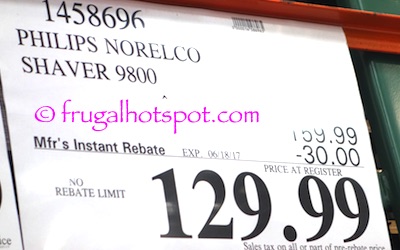 1458696
PHILIPS NORELCO
SHAVER 9800
© frugalhotspot.com
159.99
Mfr's Instant Rebate EXP. 06/18/17 -30.00
PRICE AT REGISTER
NO
REBATE LIMIT
129.99
Sales tax on all or part of pre-rebate price